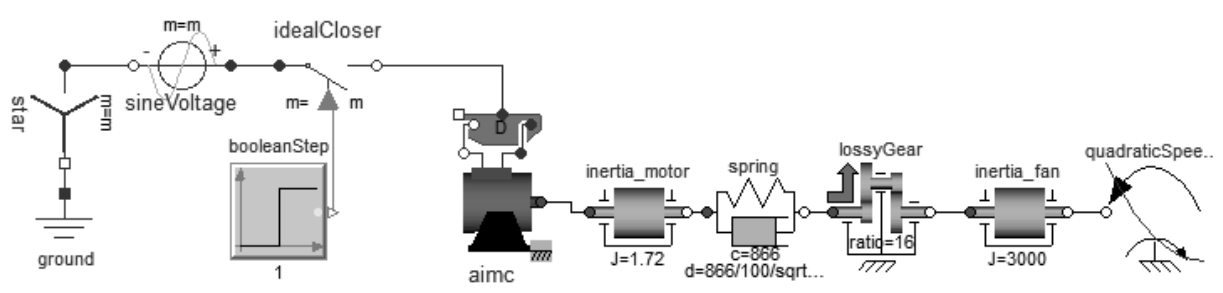 m=m
idealCloser
- +
star
m=m
sineVoltage
m=
m
D
booleanStep
lossyGear
quadraticSpee..
inertia_motor
spring
inertia_fan
ground
1
aimc
J=1.72
c=866
d=866/100/sqrt...
ratio=16
J=3000